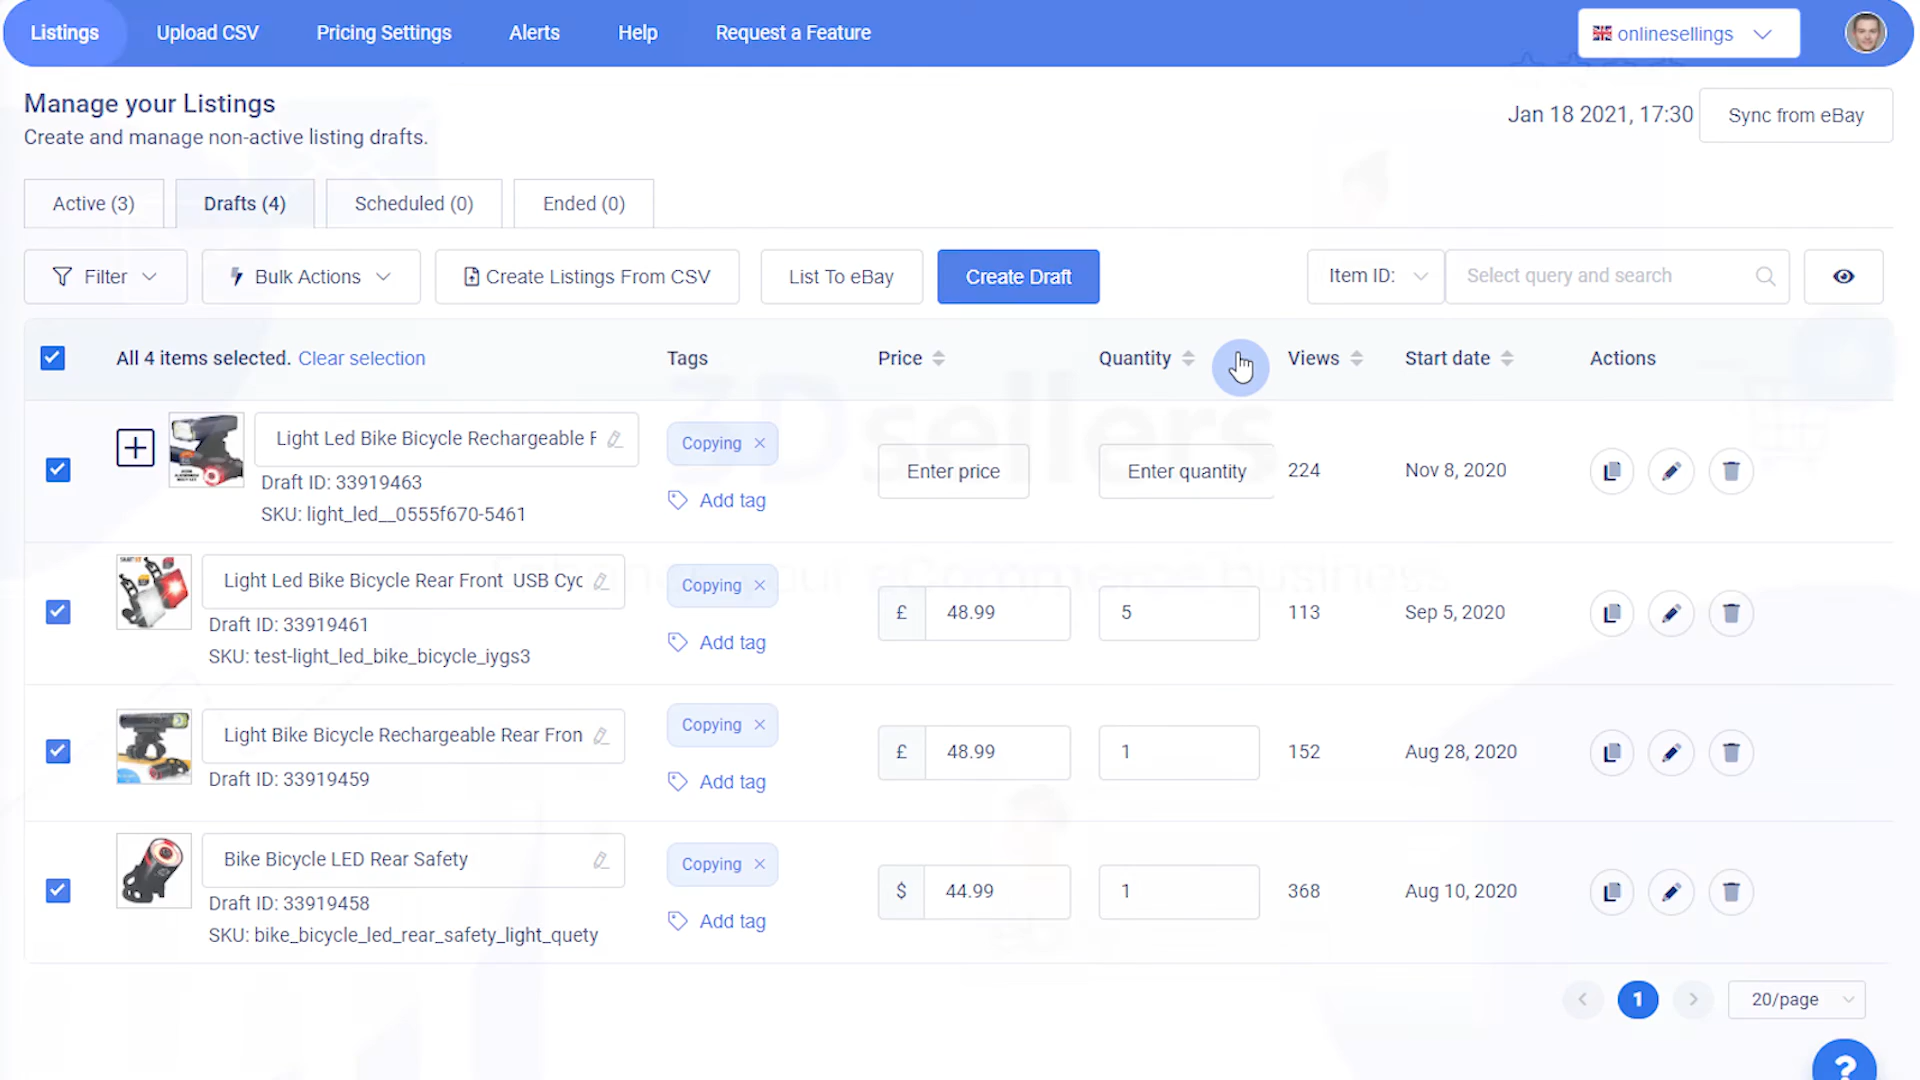 Listings Upload CSV Pricing Settings Alerts Help Request a Feature onlinesellings
Manage your Listings
Create and manage non-active listing drafts.
Jan 18 2021, 17:30 Sync from eBay
Active (3) Drafts (4) Scheduled (0) Ended (0)
Filter Bulk Actions Create Listings From CSV List To eBay Create Draft Item ID: Select query and search
All 4 items selected. Clear selection Tags Price Quantity Views Start date Actions
Light Led Bike Bicycle Rechargeable F
Draft ID: 33919463
SKU: light_led__0555f670-5461
Copying ×
Add tag
Enter price Enter quantity 224 Nov 8, 2020
Light Led Bike Bicycle Rear Front USB Cyc
Draft ID: 33919461
SKU: test-light_led_bike_bicycle_iygs3
Copying ×
Add tag
£ 48.99 5 113 Sep 5, 2020
Light Bike Bicycle Rechargeable Rear Fron
Draft ID: 33919459
Copying ×
Add tag
£ 48.99 1 152 Aug 28, 2020
Bike Bicycle LED Rear Safety
Draft ID: 33919458
SKU: bike_bicycle_led_rear_safety_light_quety
Copying ×
Add tag
$ 44.99 1 368 Aug 10, 2020
3Dsellers
1 20/page
?